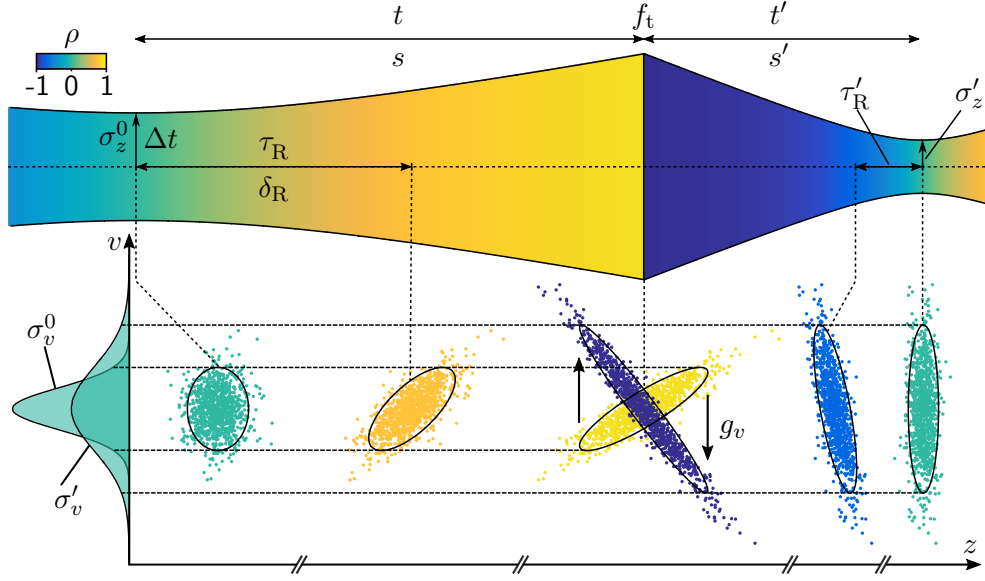 t f_t t′
ρ
-1 0 1
s s′
τ′_R σ′_z
σ_z^0 Δt τ_R
δ_R
v
σ_v^0
g_v
σ′_v
z